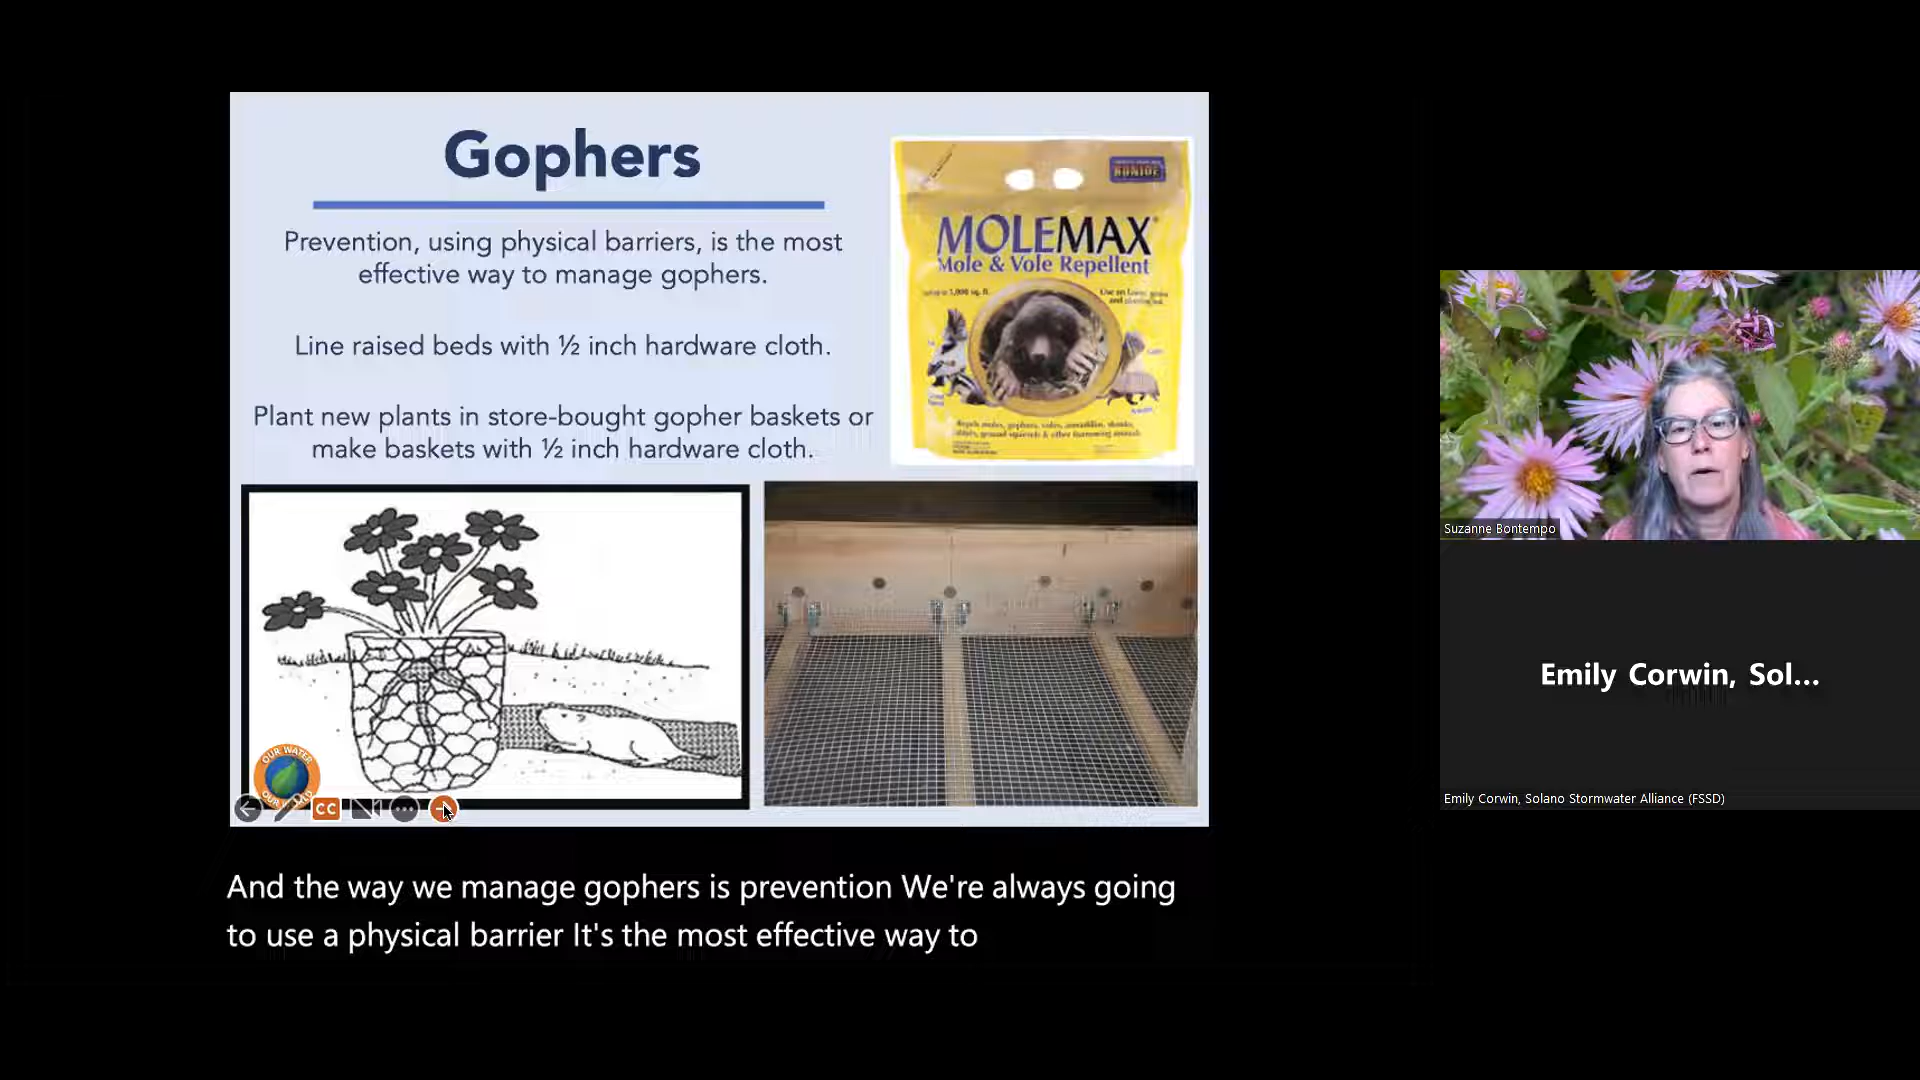 Gophers
Prevention, using physical barriers, is the most
effective way to manage gophers.
Line raised beds with ½ inch hardware cloth.
Plant new plants in store-bought gopher baskets or
make baskets with ½ inch hardware cloth.
BONIDE
MOLEMAX
Mole & Vole Repellent
OUR WATER
CC
And the way we manage gophers is prevention We're always going
to use a physical barrier It's the most effective way to
Suzanne Bontempo
Emily Corwin, Sol...
Emily Corwin, Solano Stormwater Alliance (FSSD)